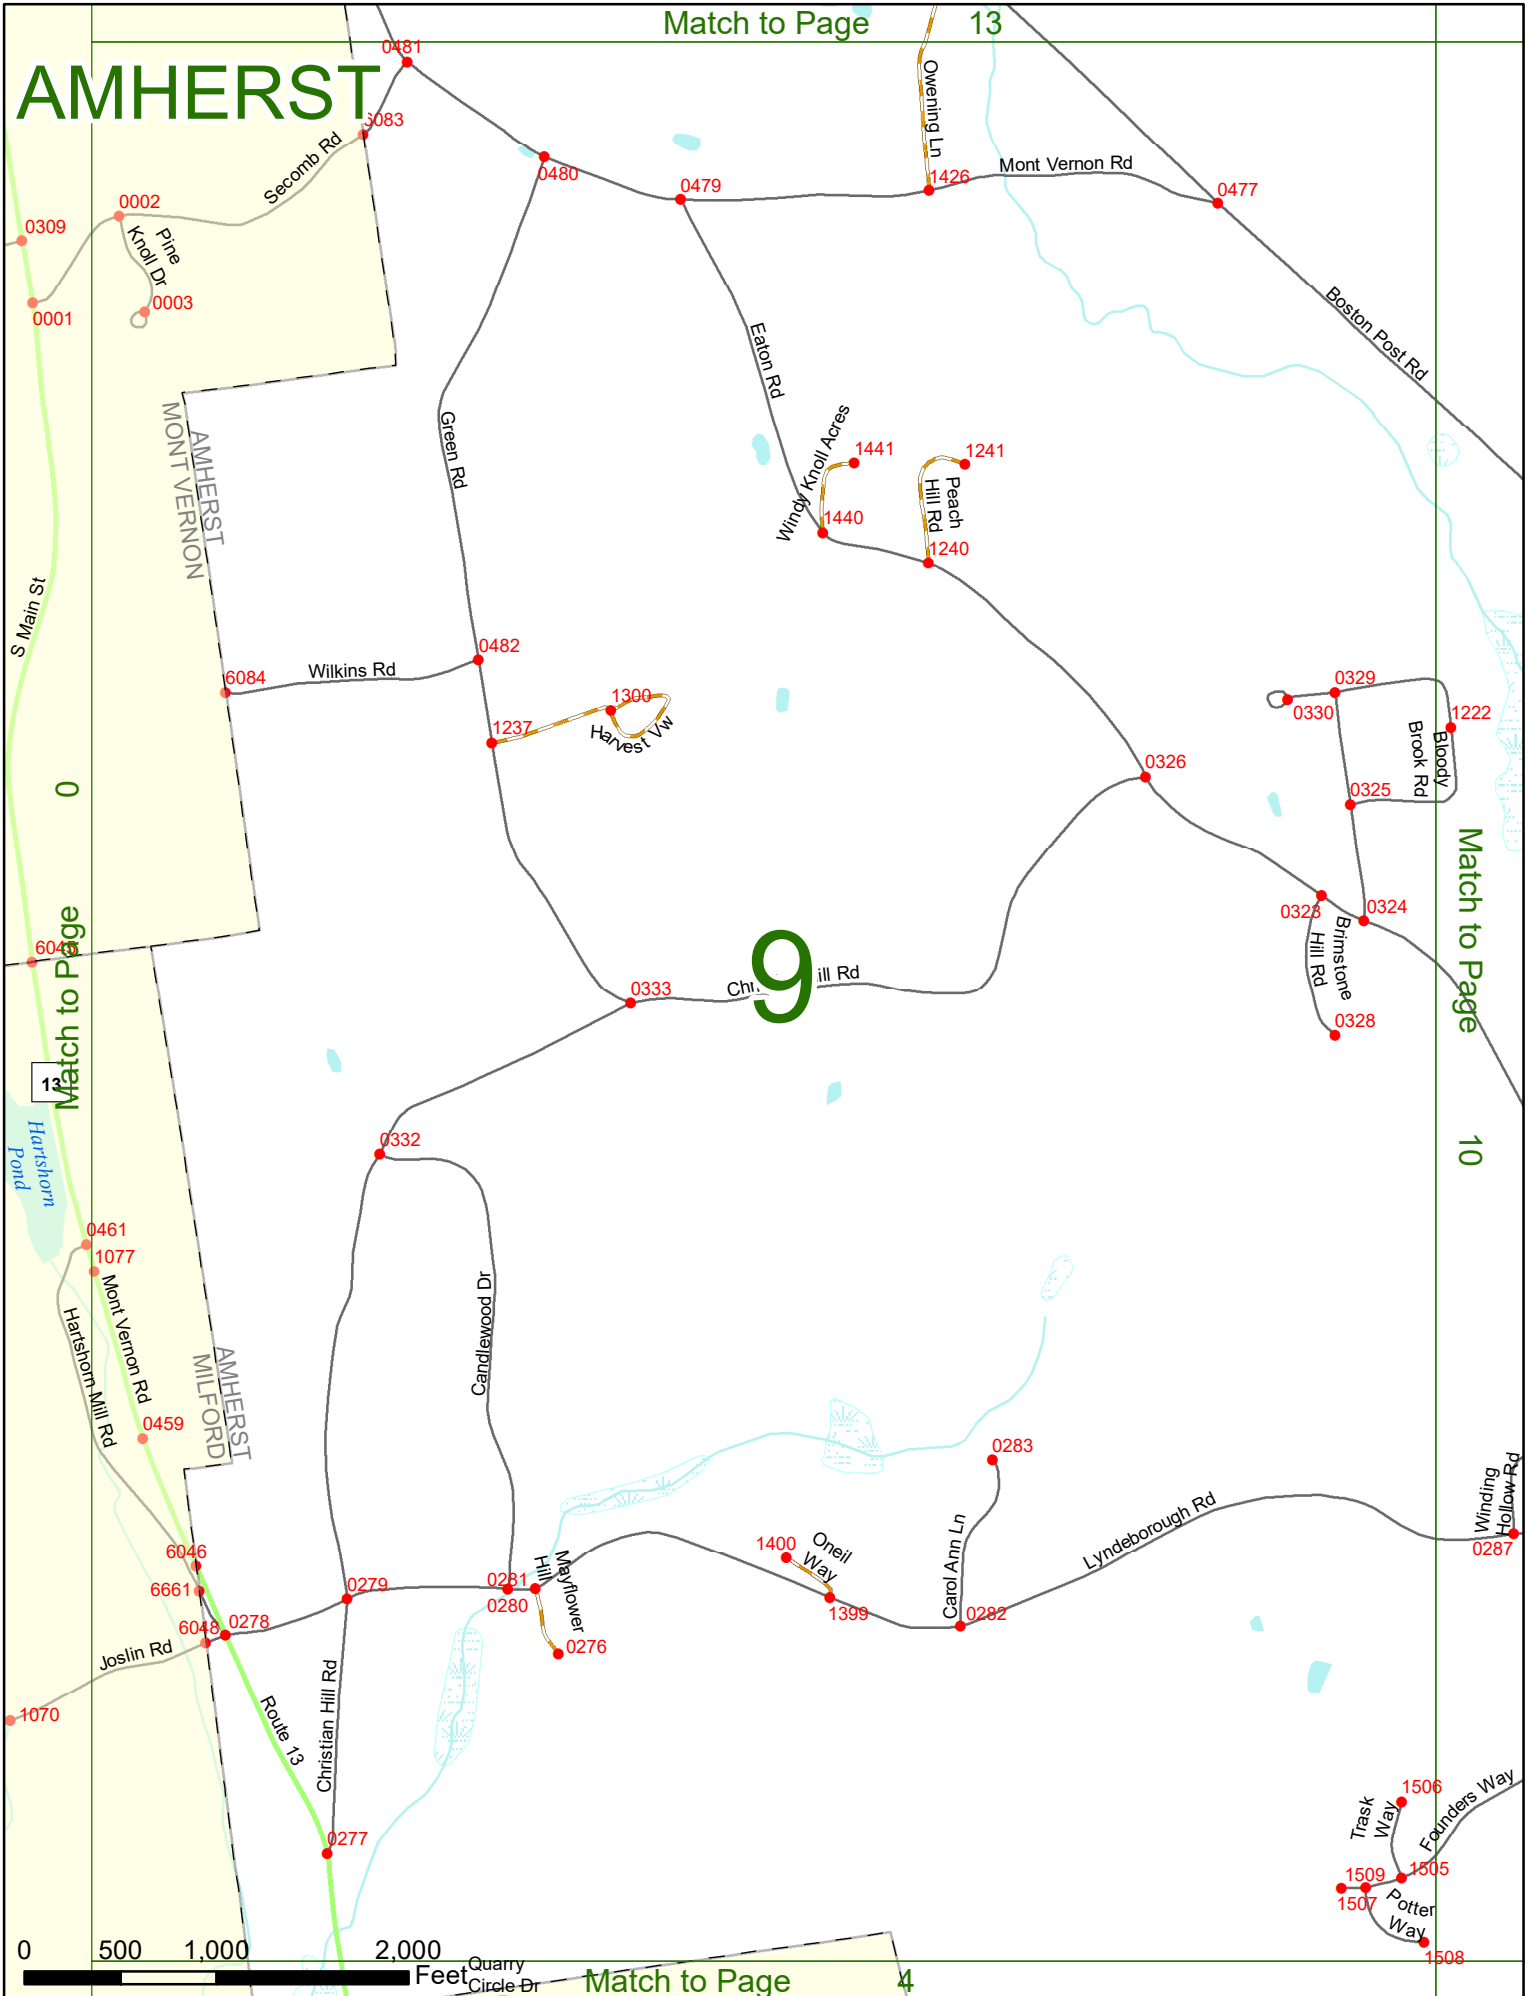 Match to Page 13
AMHERST
0481
6083
Secomb Rd
0002
0309
Pine
Knoll Dr
0003
0001
0480
0479
Owening Ln
1426
Mont Vernon Rd
0477
Boston Post Rd
Eaton Rd
Green Rd
AMHERST
MONT VERNON
Windy Knoll Acres
1441
1440
1241
Peach
Hill Rd
1240
S Main St
0482
Wilkins Rd
6084
1237
1300
Harvest Vw
0329
0330
1222
Bloody
Brook Rd
0325
0326
Match to Page 0
0323
0324
Brimstone
Hill Rd
0328
Match to Page 10
9
0333
ill Rd
13
Hartshorn
Pond
0332
0461
1077
Mont Vernon Rd
Hartshorn Mill Rd
AMHERST
MILFORD
Candlewood Dr
0459
0283
Carol Ann Ln
Lyndeborough Rd
Winding
Hollow Rd
0287
1400
Oneil
Way
1399
0282
6046
6661
0279
0281
0280
Mayflower
Hill
0276
6048
0278
Joslin Rd
1070
Route 13
Christian Hill Rd
0277
1506
Trask
Way
Founders Way
1505
1509
1507
Potter
Way
1508
0 500 1,000 2,000
Feet
Quarry
Circle Dr
Match to Page 4